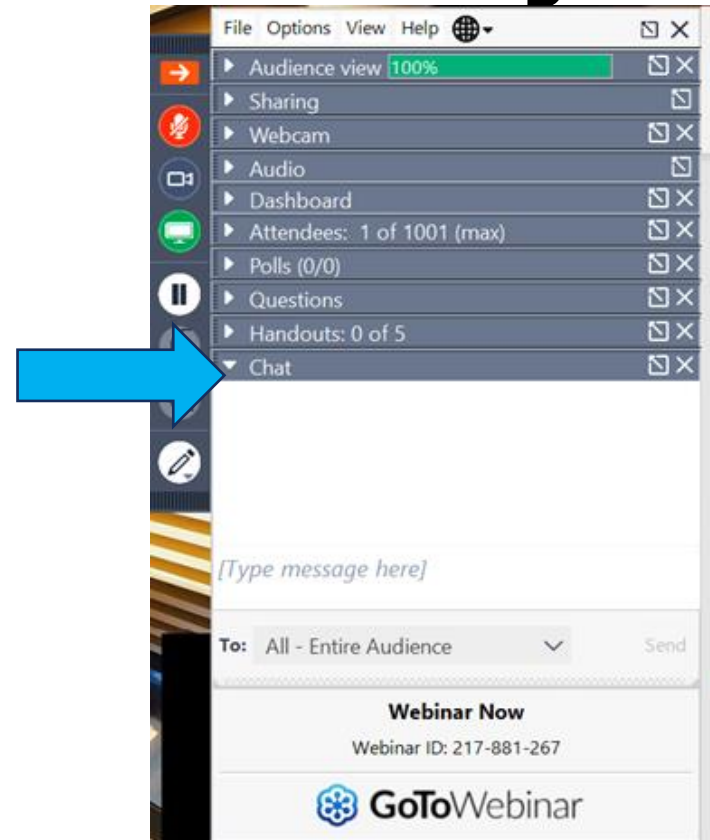 File Options View Help
Audience view 100%
Sharing
Webcam
Audio
Dashboard
Attendees: 1 of 1001 (max)
Polls (0/0)
Questions
Handouts: 0 of 5
Chat
[Type message here]
To: All - Entire Audience Send
Webinar Now
Webinar ID: 217-881-267
GoToWebinar